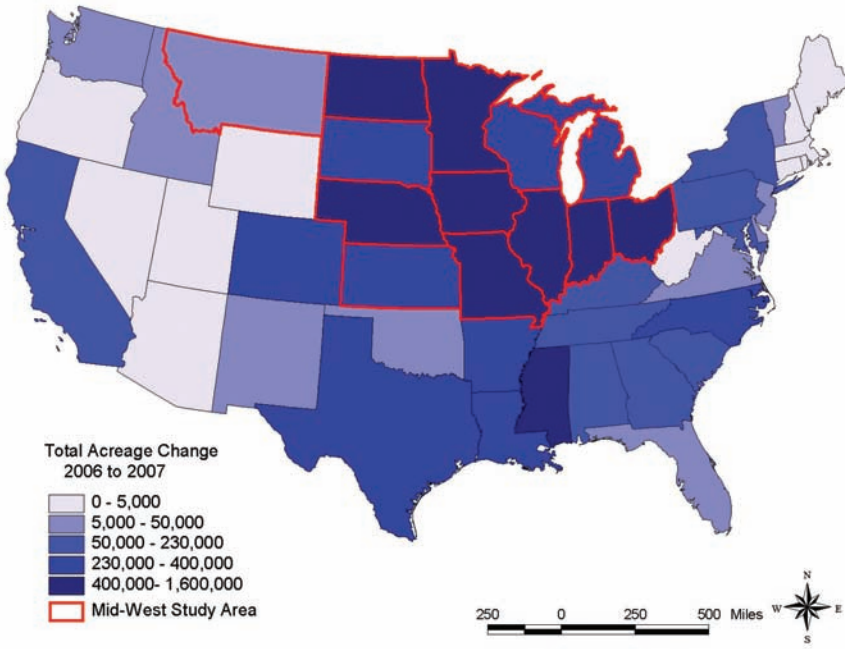 Total Acreage Change
2006 to 2007
0 - 5,000
5,000 - 50,000
50,000 - 230,000
230,000 - 400,000
400,000- 1,600,000
Mid-West Study Area
250 0 250 500 Miles
N
W E
S